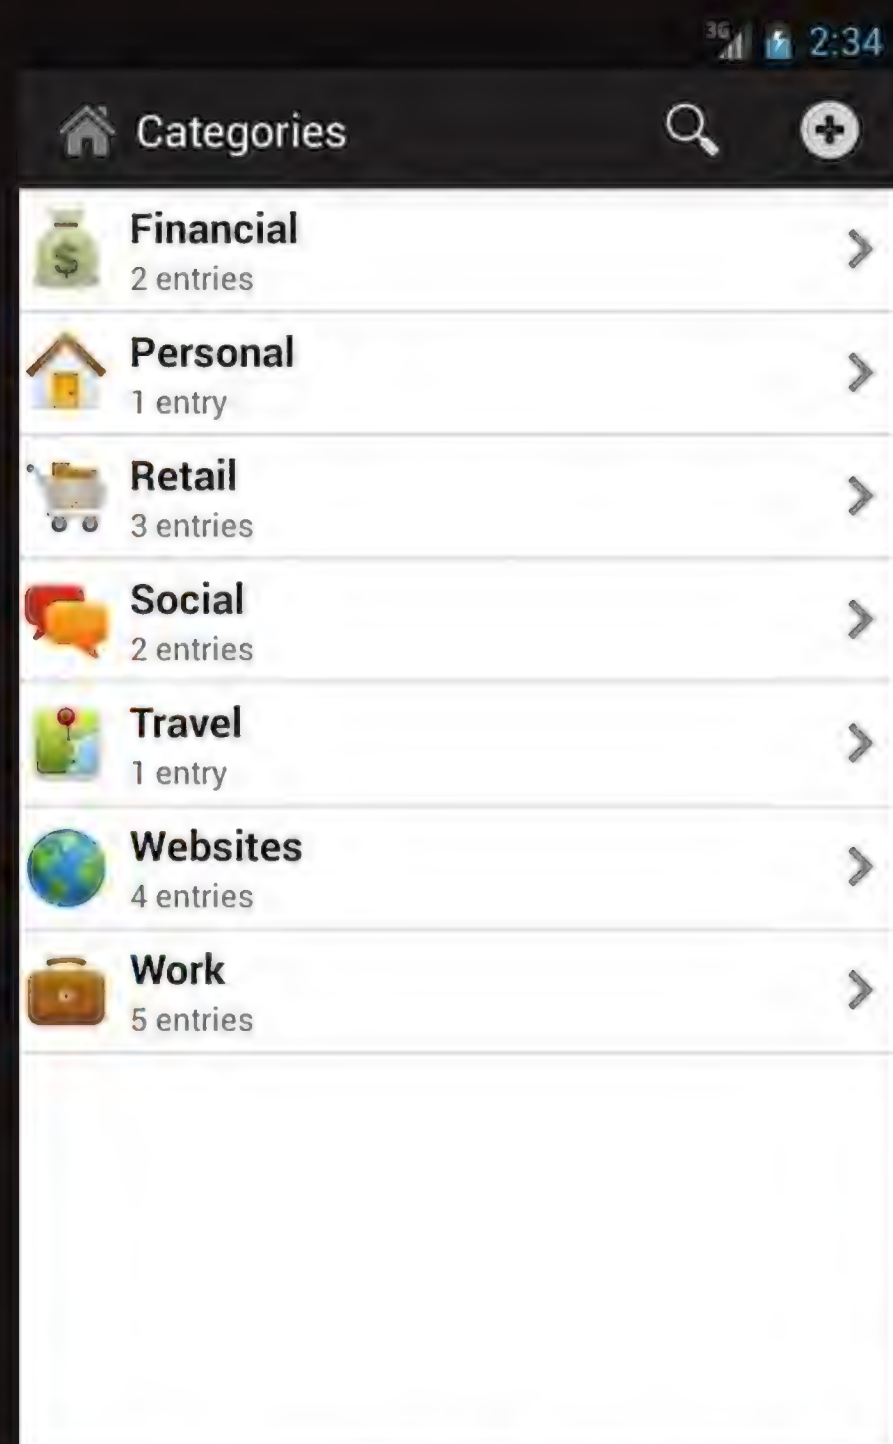 3G 2:34
Categories
Financial
2 entries
Personal
1 entry
Retail
3 entries
Social
2 entries
Travel
1 entry
Websites
4 entries
Work
5 entries